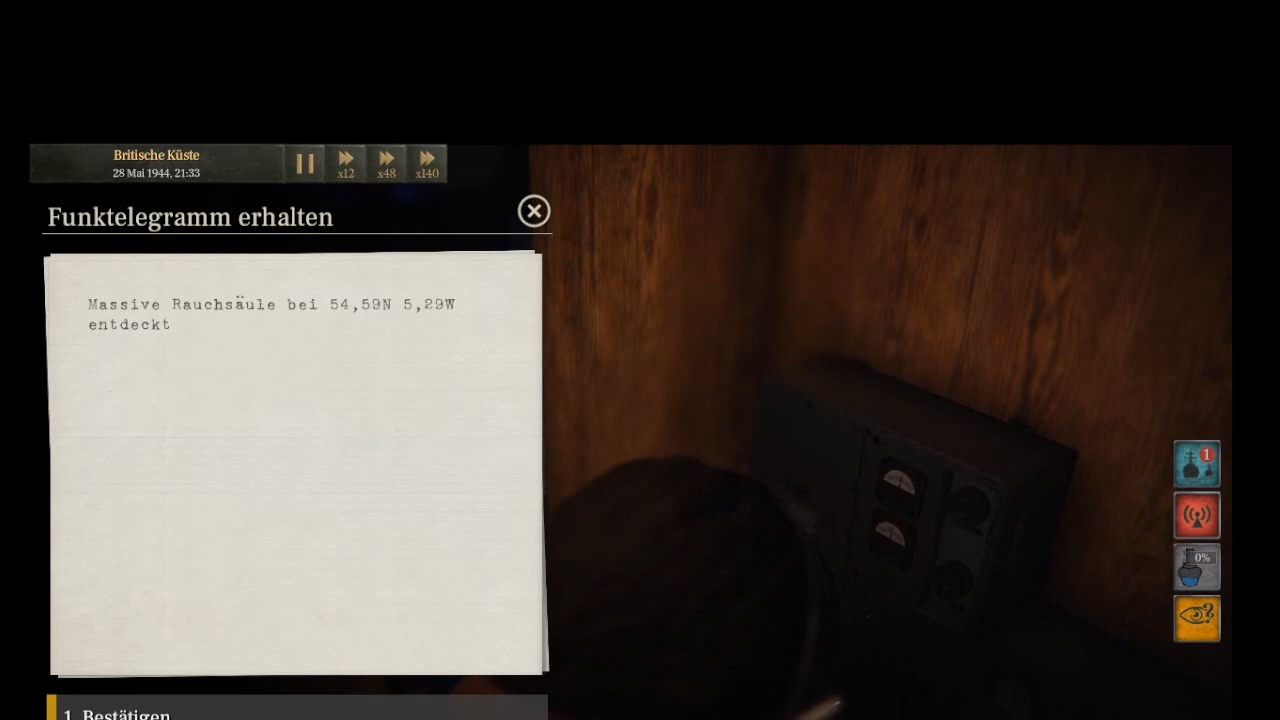 Britische Küste
28 Mai 1944, 21:33
x12
x48
x140
Funktelegramm erhalten
Massive Rauchsäule bei 54,59N 5,29W
entdeckt
1
0%
1. Bestätigen